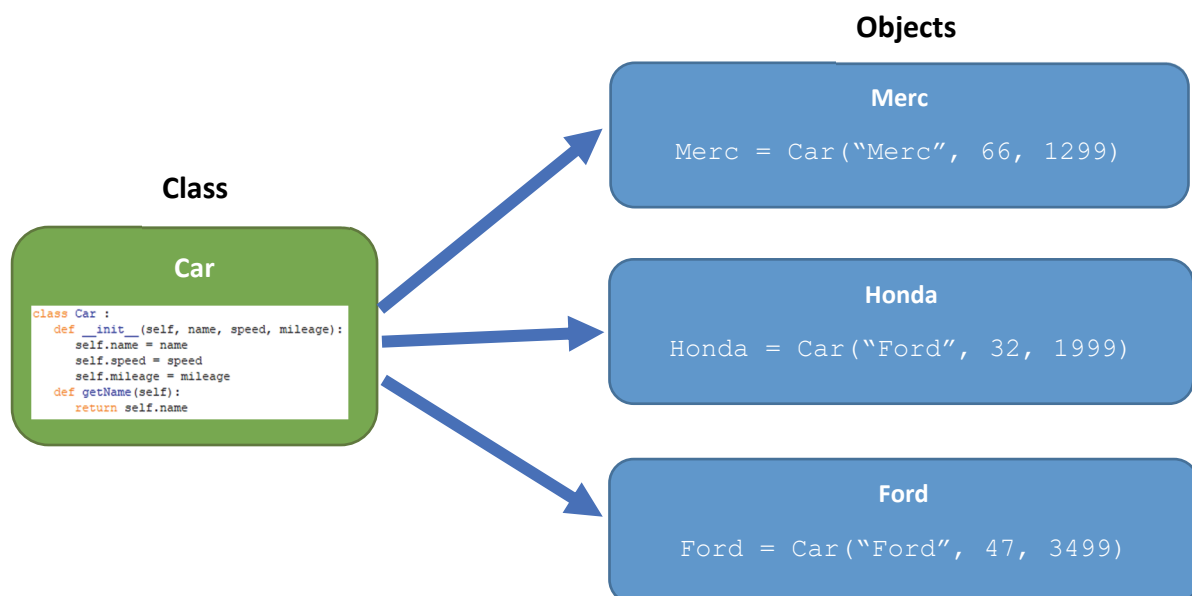 Class
Car
class Car :
def __init__(self, name, speed, mileage):
self.name = name
self.speed = speed
self.mileage = mileage
def getName(self):
return self.name
Objects
Merc
Merc = Car(“Merc”, 66, 1299)
Honda
Honda = Car(“Ford”, 32, 1999)
Ford
Ford = Car(“Ford”, 47, 3499)